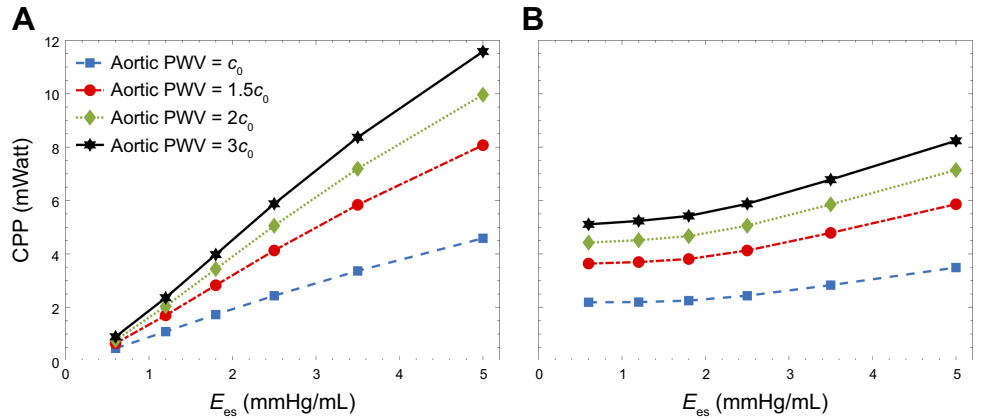 A
B
12
10
8
6
4
2
0
CPP (mWatt)
Aortic PWV = c₀
Aortic PWV = 1.5c₀
Aortic PWV = 2c₀
Aortic PWV = 3c₀
0 1 2 3 4 5
0 1 2 3 4 5
Eₑₛ (mmHg/mL)
Eₑₛ (mmHg/mL)